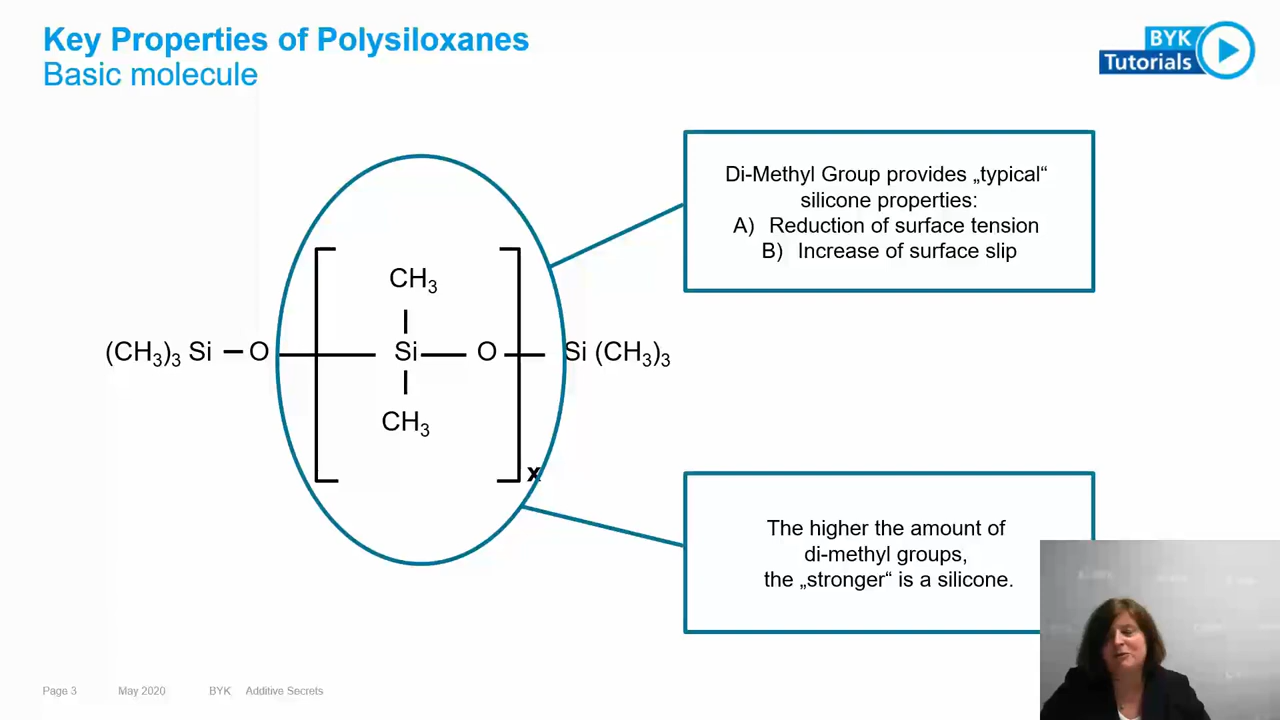 Key Properties of Polysiloxanes
Basic molecule
BYK
Tutorials
Di-Methyl Group provides „typical“
silicone properties:
A) Reduction of surface tension
B) Increase of surface slip
CH₃
(CH₃)₃ Si — O — Si — O — Si (CH₃)₃
CH₃
x
The higher the amount of
di-methyl groups,
the „stronger“ is a silicone.
Page 3 May 2020 BYK Additive Secrets